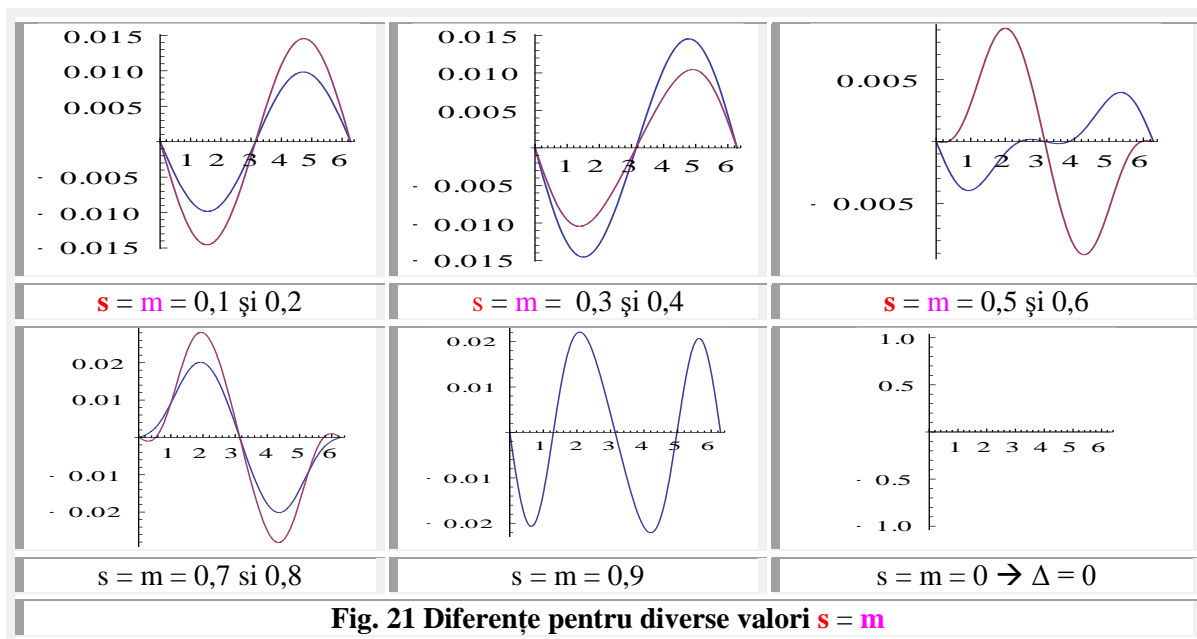 0.015
0.010
0.005
1 2 3 4 5 6
- 0.005
- 0.010
- 0.015
0.015
0.010
0.005
1 2 3 4 5 6
- 0.005
- 0.010
- 0.015
0.005
1 2 3 4 5 6
- 0.005
s = m = 0,1 şi 0,2
s = m = 0,3 şi 0,4
s = m = 0,5 şi 0,6
0.02
0.01
1 2 3 4 5 6
- 0.01
- 0.02
0.02
0.01
1 2 3 4 5 6
- 0.01
- 0.02
1.0
0.5
1 2 3 4 5 6
- 0.5
- 1.0
s = m = 0,7 si 0,8
s = m = 0,9
s = m = 0 → Δ = 0
Fig. 21 Diferențe pentru diverse valori s = m